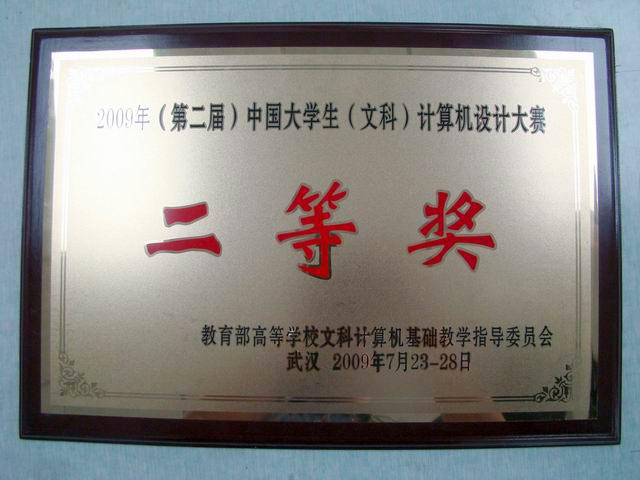 2009年（第二届）中国大学生（文科）计算机设计大赛
二等奖
教育部高等学校文科计算机基础教学指导委员会
武汉 2009年7月23-28日